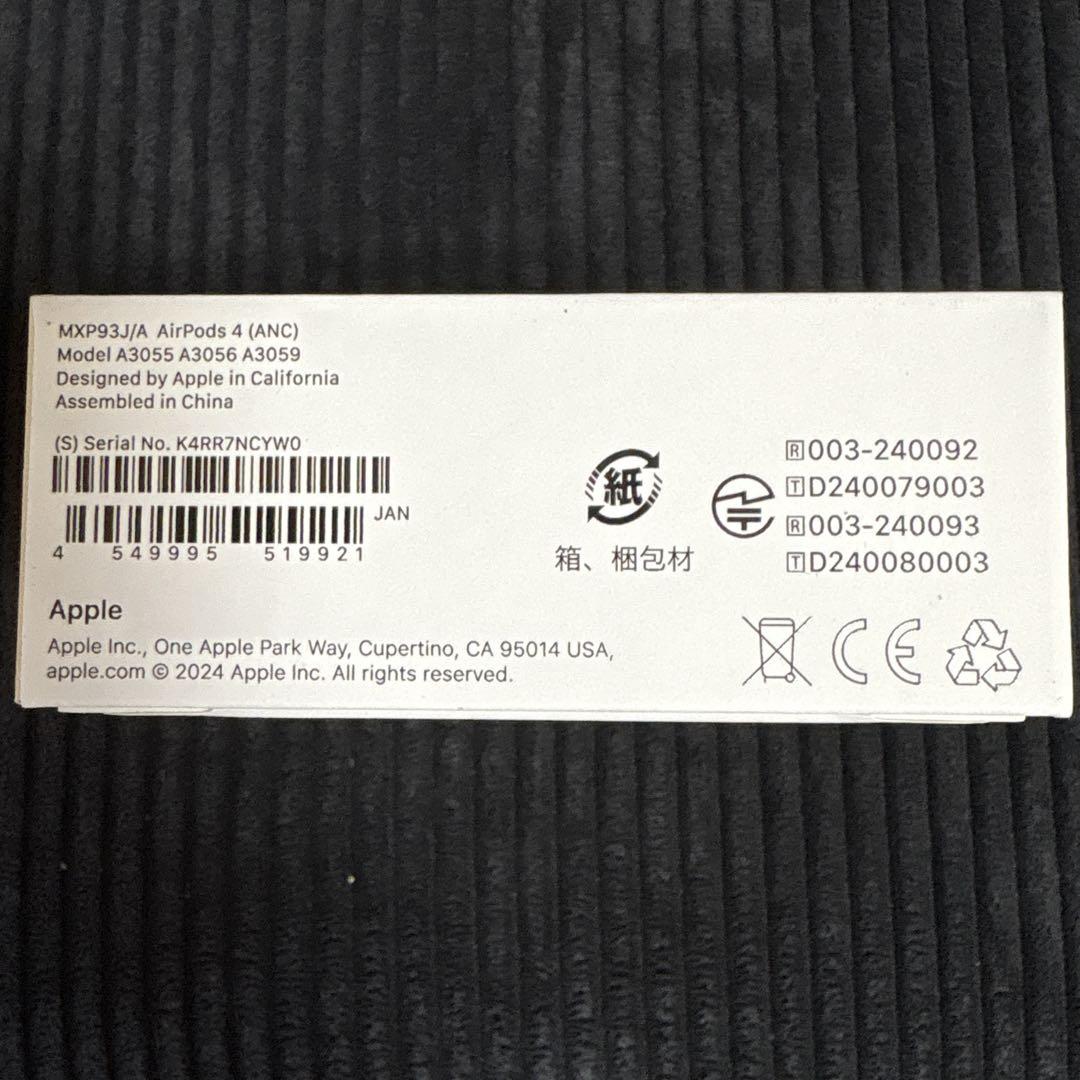 MXP93J/A AirPods 4 (ANC)
Model A3055 A3056 A3059
Designed by Apple in California
Assembled in China
(S) Serial No. K4RR7NCYW0
JAN
4 549995 519921
紙
箱、梱包材
R003-240092
TD240079003
R003-240093
TD240080003
Apple
Apple Inc., One Apple Park Way, Cupertino, CA 95014 USA,
apple.com © 2024 Apple Inc. All rights reserved.
CE